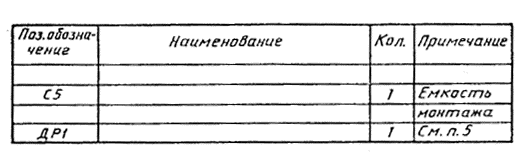 Поз.обозна-
чение Наименование Кол. Примечание
С5 1 Емкость
монтажа
ДР1 1 См.п.5